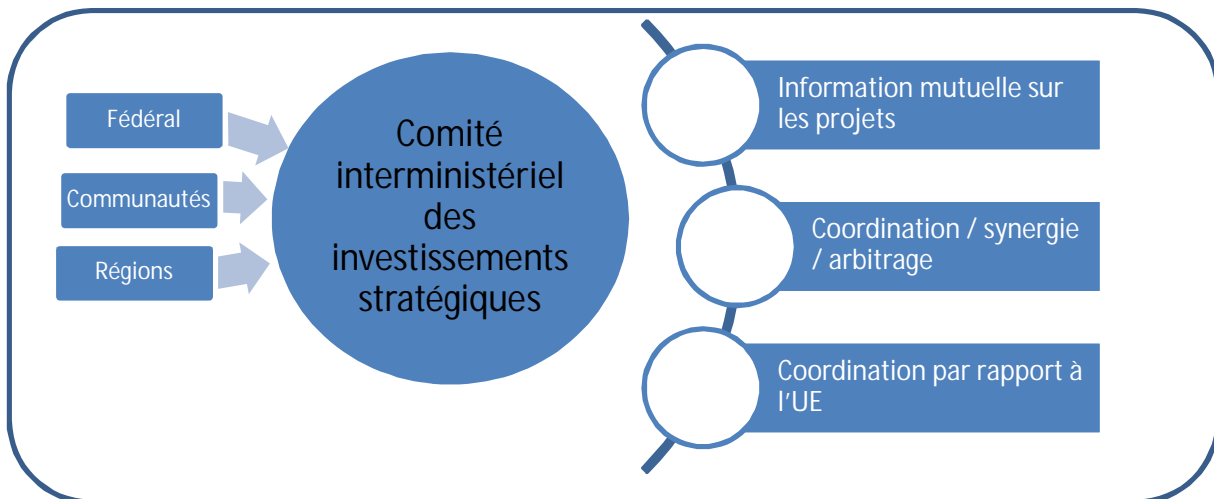 Fédéral
Communautés
Régions
Comité
interministériel
des
investissements
stratégiques
Information mutuelle sur
les projets
Coordination / synergie
/ arbitrage
Coordination par rapport à
l'UE